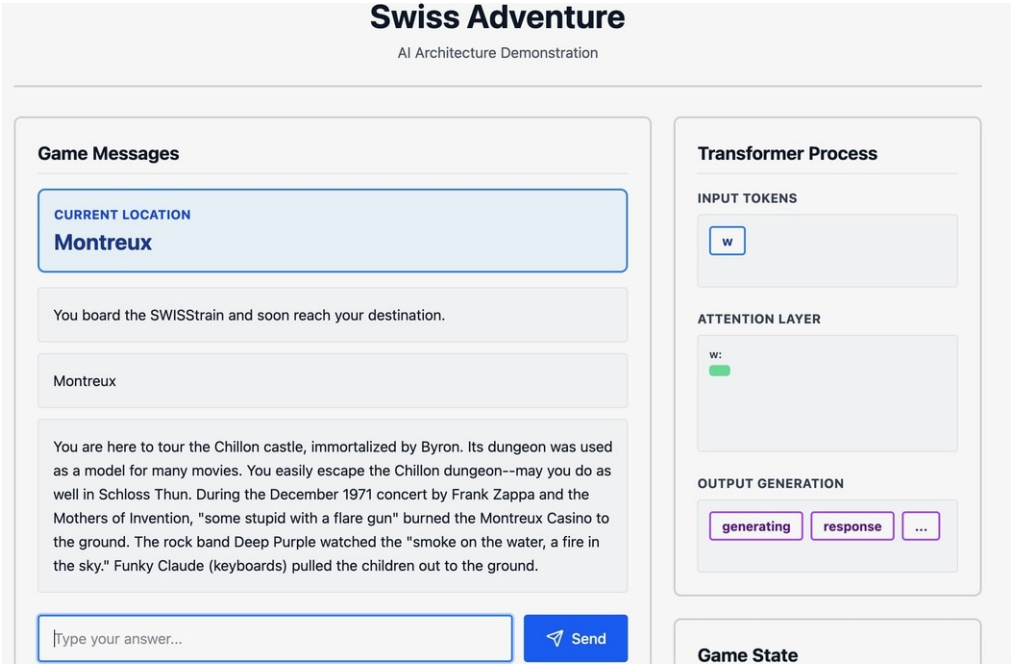 Swiss Adventure
AI Architecture Demonstration
Game Messages
CURRENT LOCATION
Montreux
You board the SWISStrain and soon reach your destination.
Montreux
You are here to tour the Chillon castle, immortalized by Byron. Its dungeon was used
as a model for many movies. You easily escape the Chillon dungeon--may you do as
well in Schloss Thun. During the December 1971 concert by Frank Zappa and the
Mothers of Invention, "some stupid with a flare gun" burned the Montreux Casino to
the ground. The rock band Deep Purple watched the "smoke on the water, a fire in
the sky." Funky Claude (keyboards) pulled the children out to the ground.
Type your answer...
Send
Transformer Process
INPUT TOKENS
w
ATTENTION LAYER
w:
OUTPUT GENERATION
generating response ...
Game State